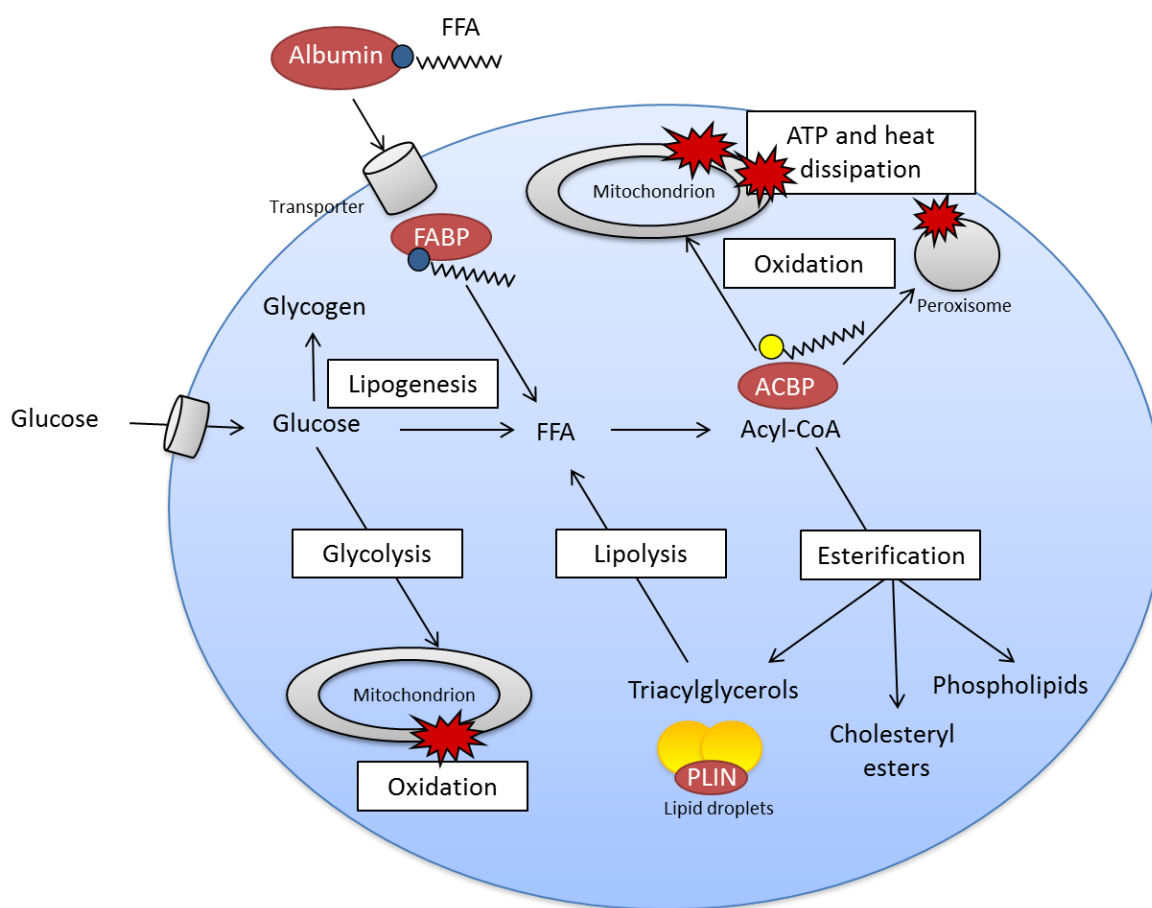 FFA
Albumin
ATP and heat
dissipation
Mitochondrion
Transporter
FABP
Oxidation
Peroxisome
Glycogen
Lipogenesis
ACBP
Glucose
Glucose
FFA
Acyl-CoA
Glycolysis
Lipolysis
Esterification
Mitochondrion
Triacylglycerols
Phospholipids
Cholesteryl
esters
Oxidation
PLIN
Lipid droplets